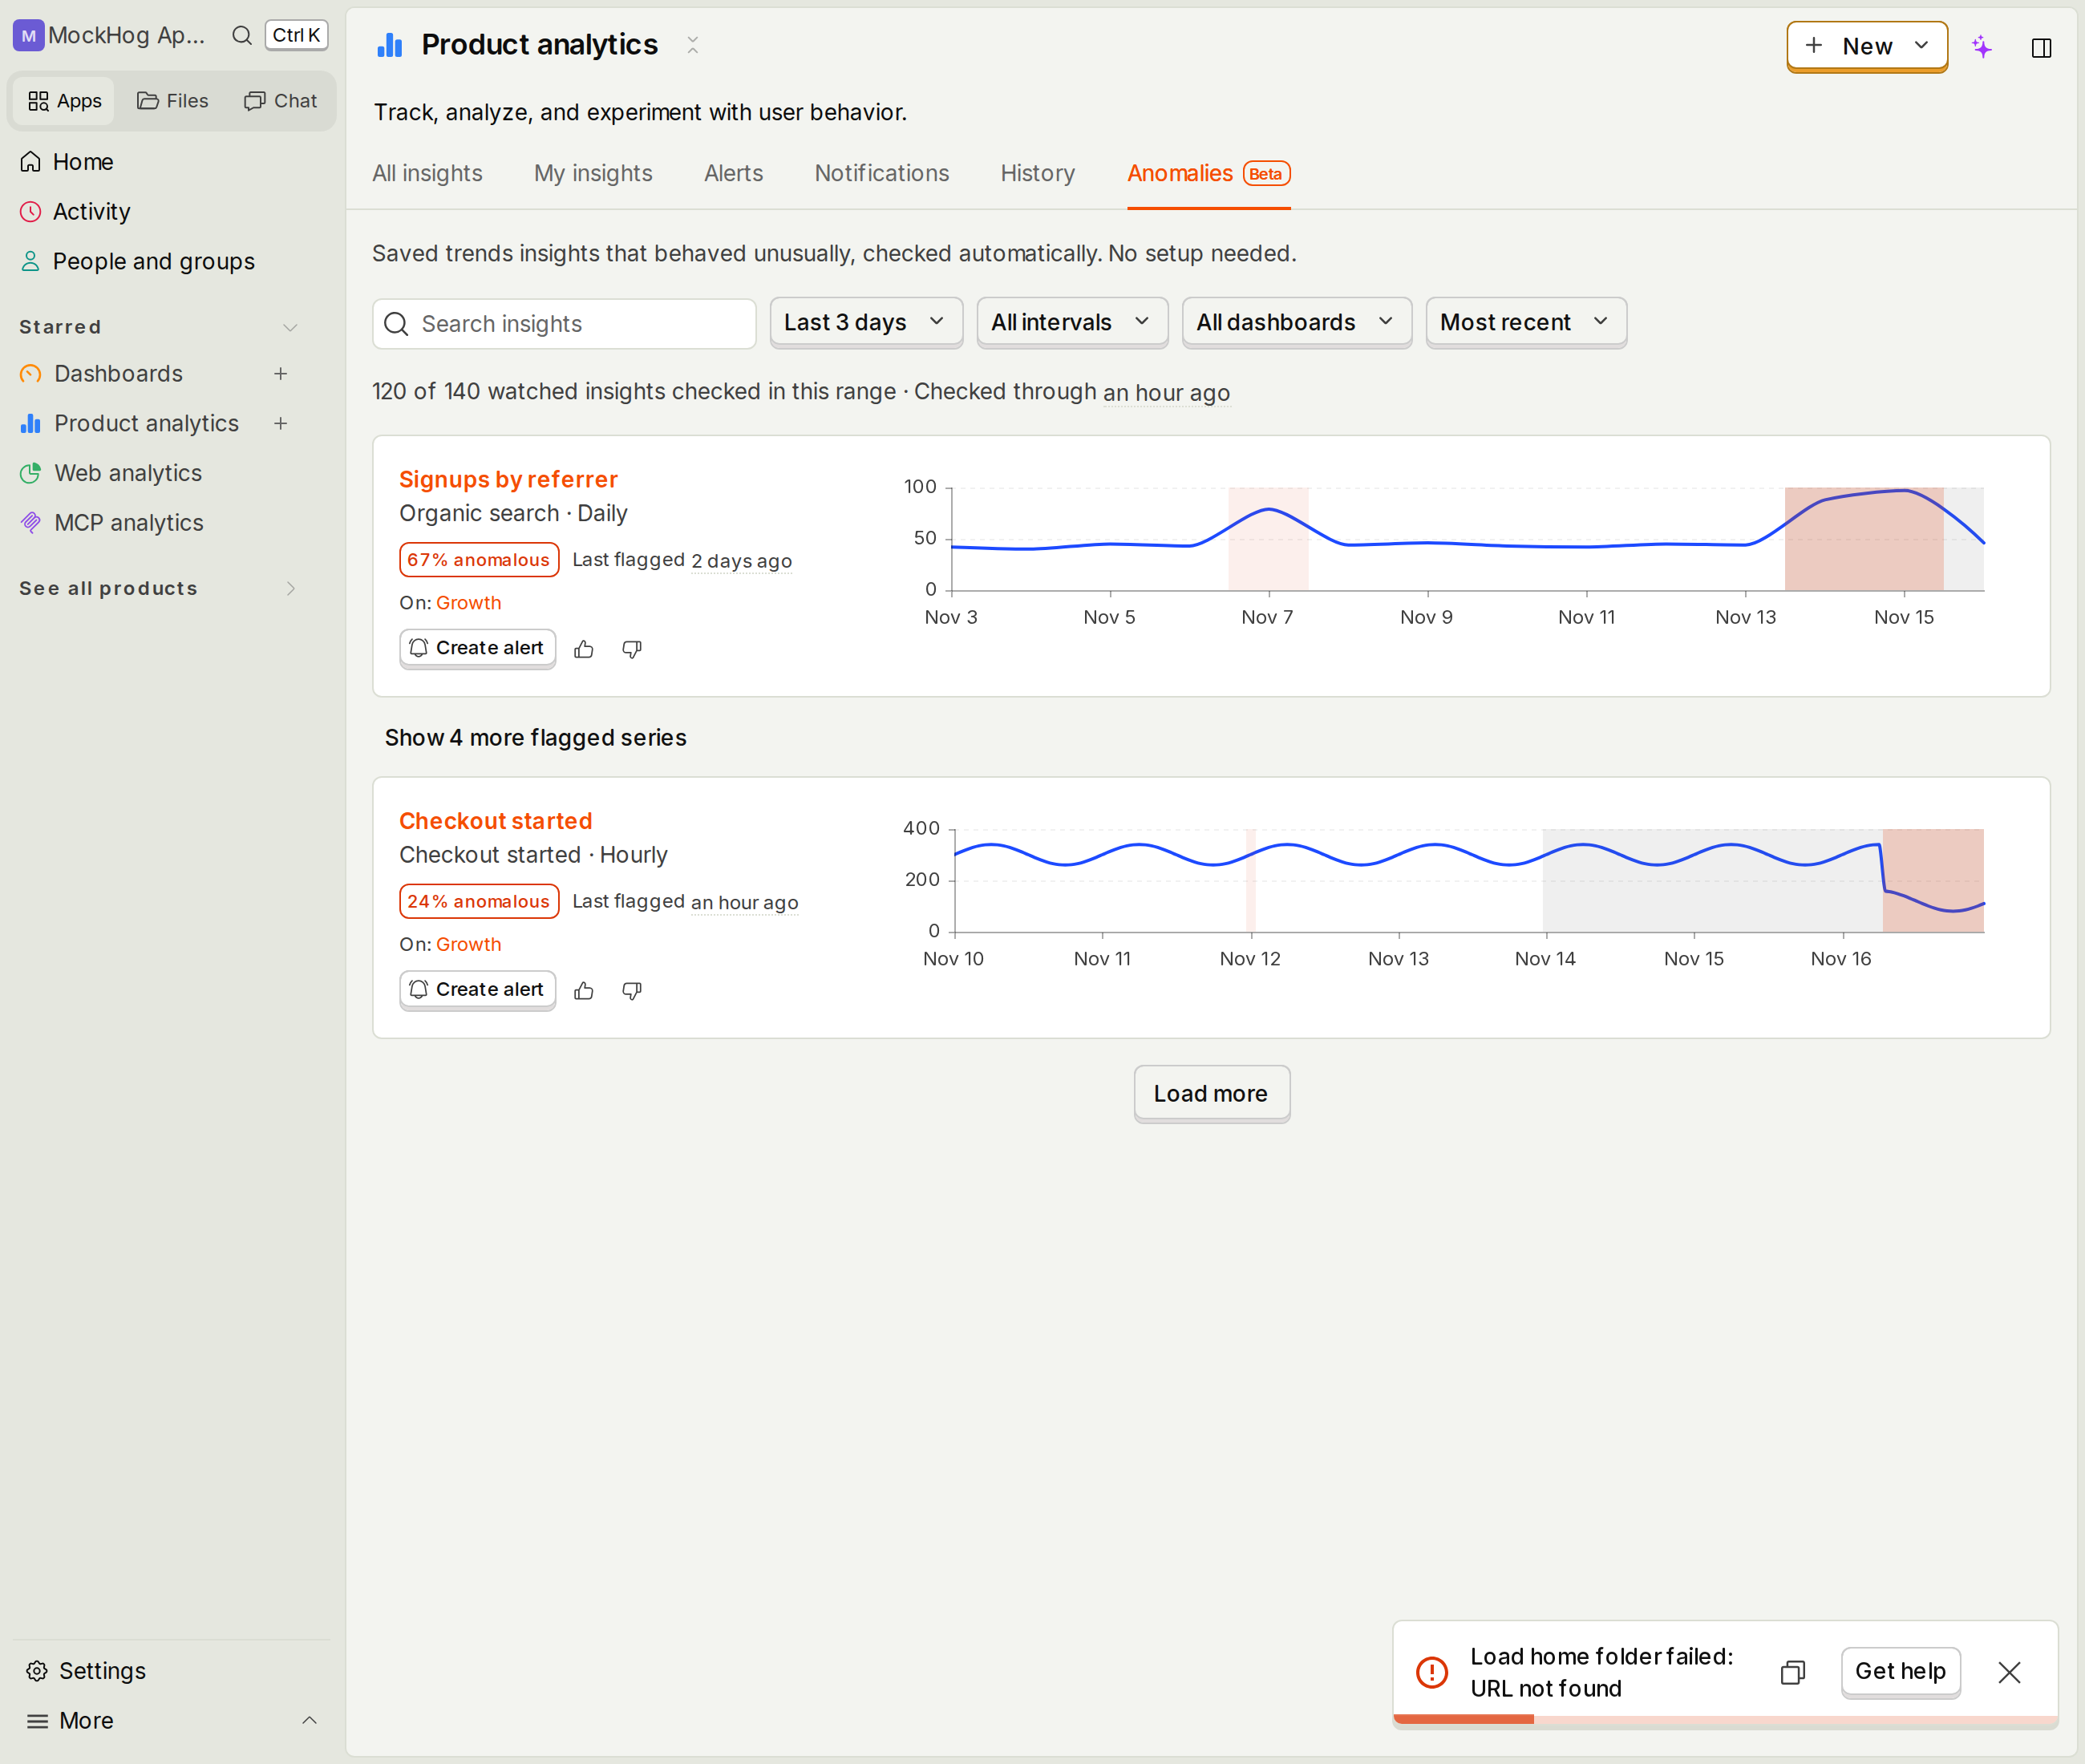 M MockHog Ap... Ctrl K
Apps Files Chat
Home
Activity
People and groups
Starred
Dashboards
Product analytics
Web analytics
MCP analytics
See all products
Settings
More
Product analytics
New
Track, analyze, and experiment with user behavior.
All insights My insights Alerts Notifications History Anomalies Beta
Saved trends insights that behaved unusually, checked automatically. No setup needed.
Search insights Last 3 days All intervals All dashboards Most recent
120 of 140 watched insights checked in this range · Checked through an hour ago
Signups by referrer
Organic search · Daily
67% anomalous Last flagged 2 days ago
On: Growth
Create alert
100
50
0
Nov 3 Nov 5 Nov 7 Nov 9 Nov 11 Nov 13 Nov 15
Show 4 more flagged series
Checkout started
Checkout started · Hourly
24% anomalous Last flagged an hour ago
On: Growth
Create alert
400
200
0
Nov 10 Nov 11 Nov 12 Nov 13 Nov 14 Nov 15 Nov 16
Load more
Load home folder failed:
URL not found
Get help